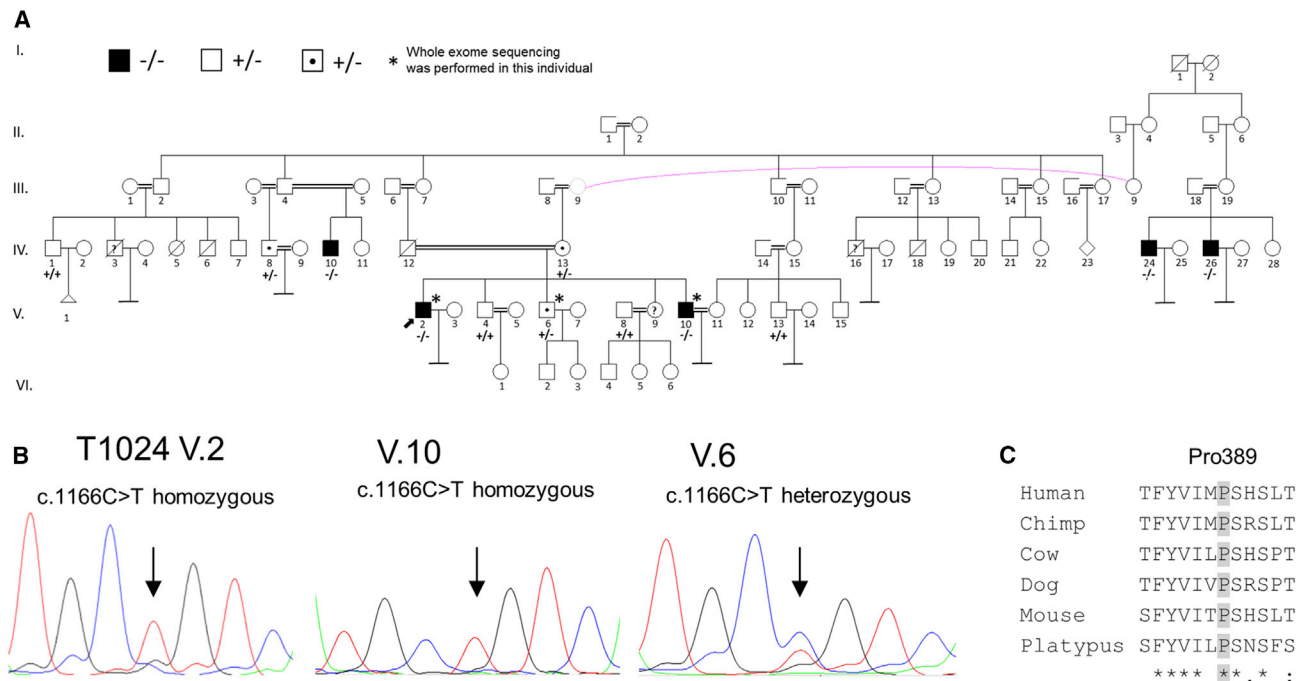 A
I.
-/-
+/-
+/-
* Whole exome sequencing
was performed in this individual
1 2
II.
1 2 3 4 5 6
III.
1 2 3 4 5 6 7 8 9 10 11 12 13 14 15 16 17 9 18 19
IV.
? ?
1 2 3 4 5 6 7 8 9 10 11 12 13 14 15 16 17 18 19 20 21 22 23 24 25 26 27 28
+/+ +/- -/- +/- -/- -/-
V.
* * ? *
1 2 3 4 5 6 7 8 9 10 11 12 13 14 15
-/- +/+ +/- +/+ -/- +/+
VI.
1 2 3 4 5 6
B
T1024 V.2
c.1166C>T homozygous
V.10
c.1166C>T homozygous
V.6
c.1166C>T heterozygous
C
Pro389
Human TFYVIMPSHSLT
Chimp TFYVIMPSRSLT
Cow TFYVILPSHSPT
Dog TFYVIVPSRSPT
Mouse SFYVITPSHSLT
Platypus SFYVILPSNSFS
**** **.* :